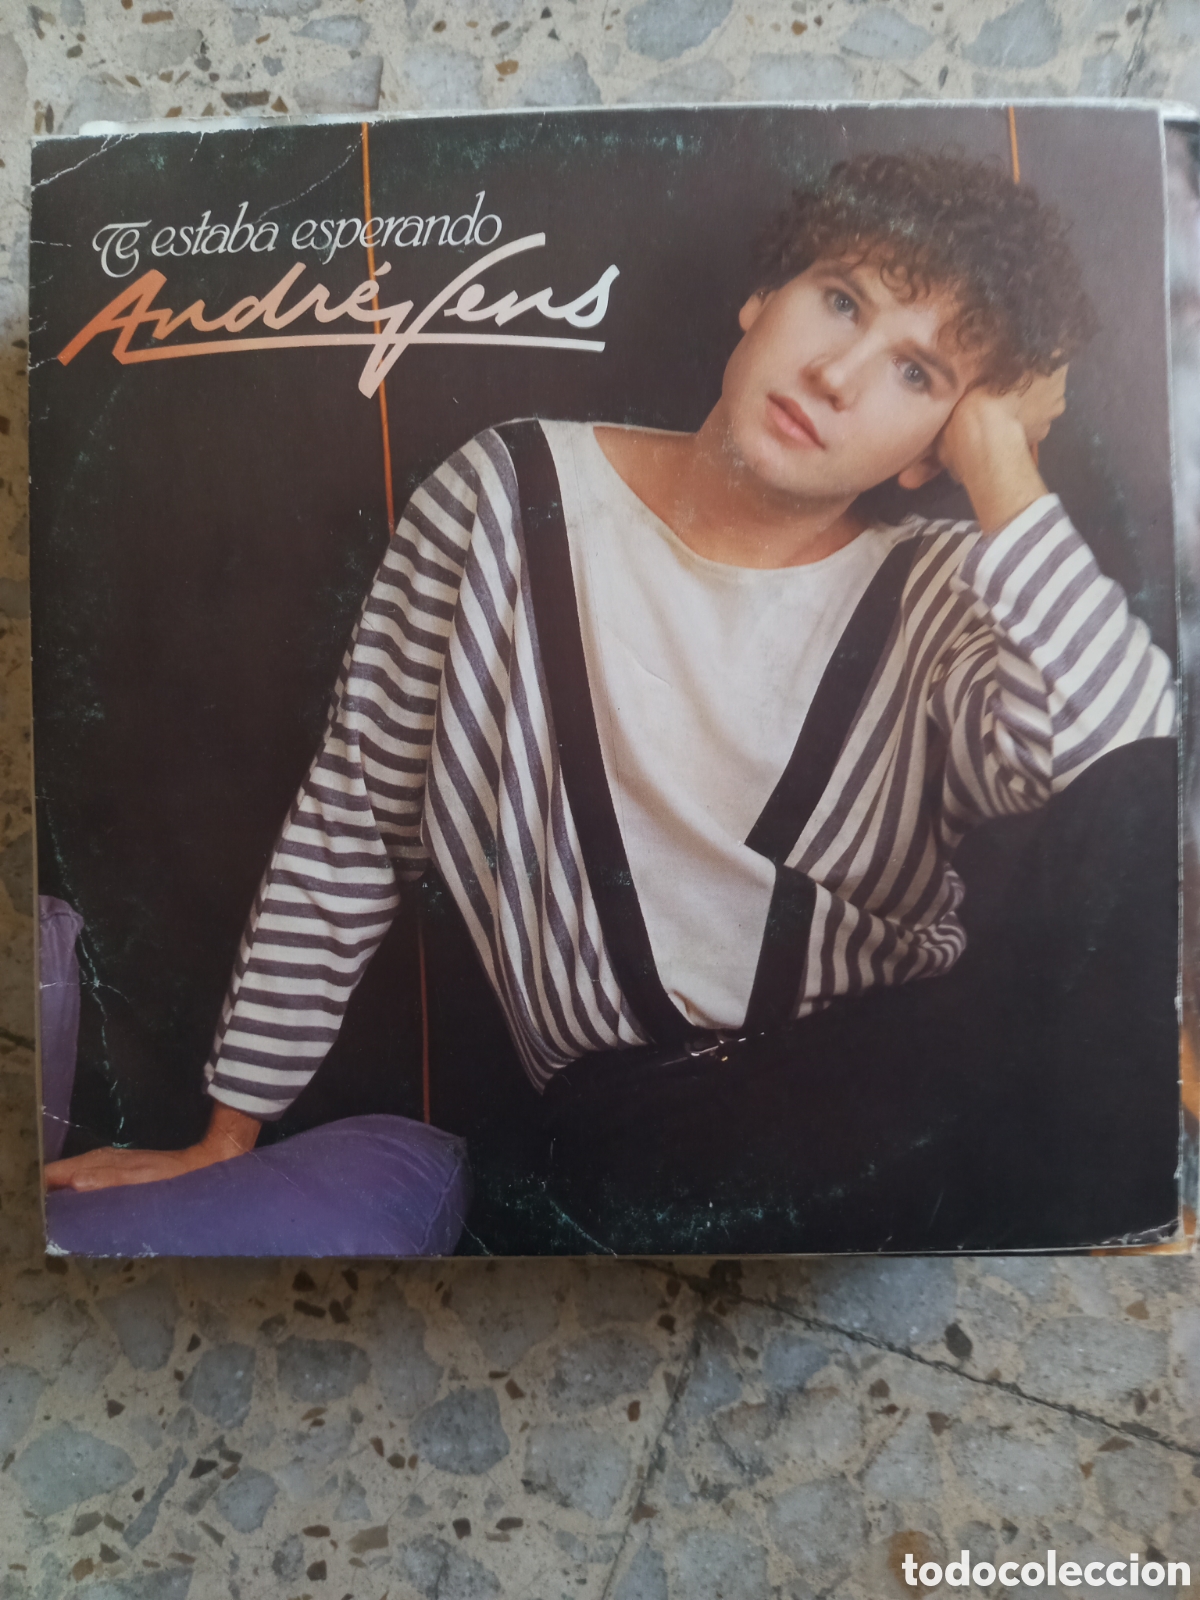 Te estaba esperando
André Vens
todocoleccion